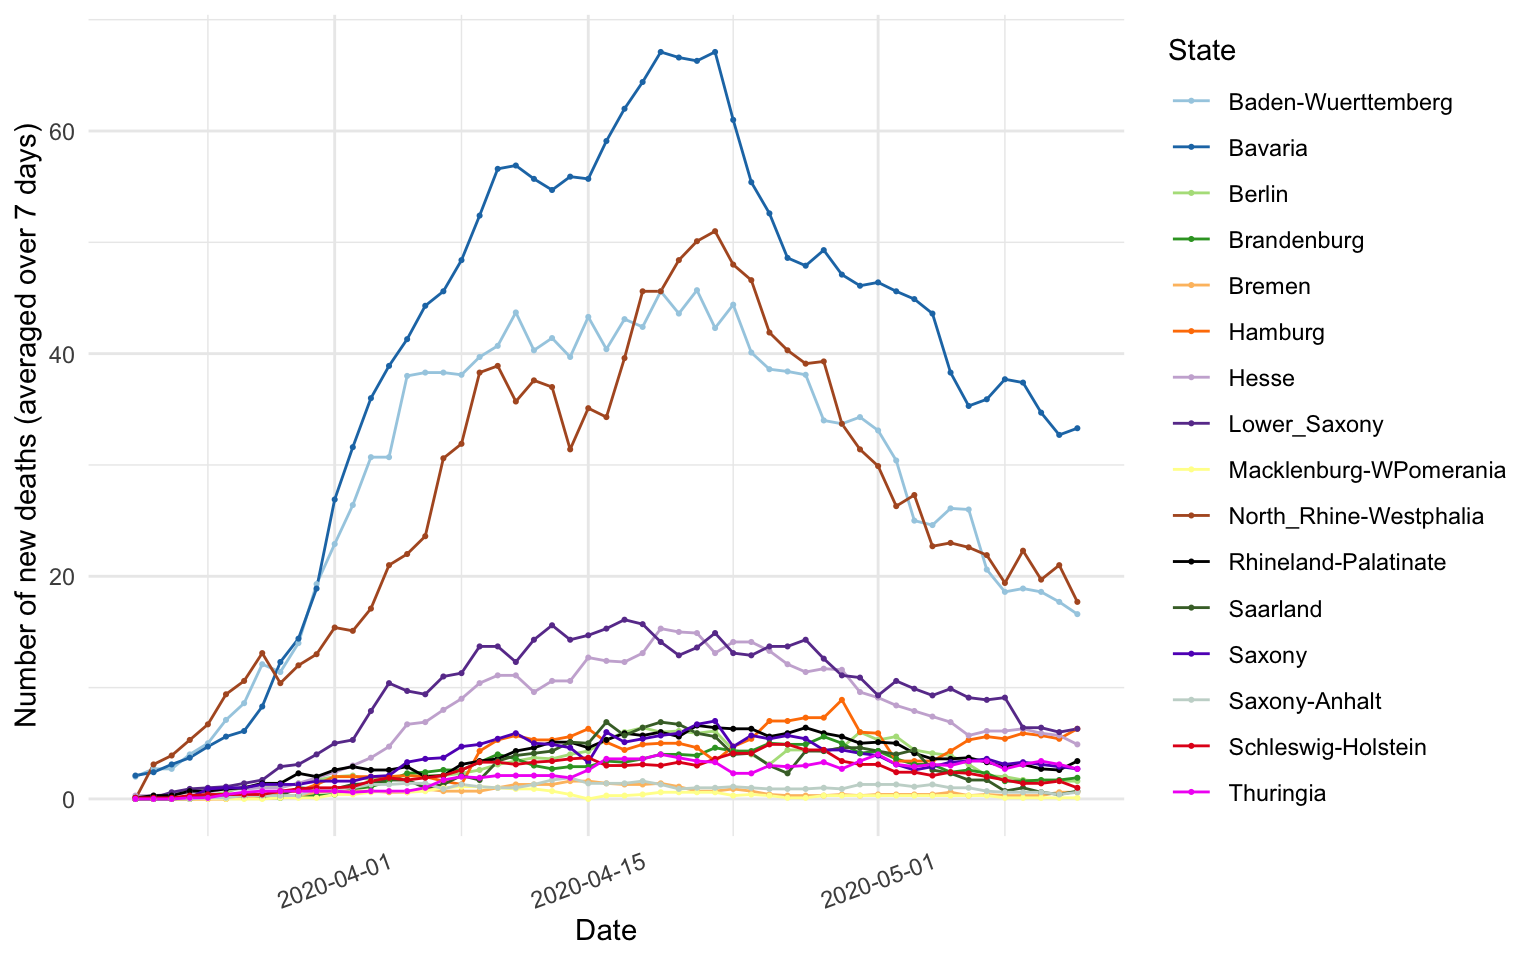 Number of new deaths (averaged over 7 days)
60
40
20
0
2020-04-01
2020-04-15
2020-05-01
Date
State
Baden-Wuerttemberg
Bavaria
Berlin
Brandenburg
Bremen
Hamburg
Hesse
Lower_Saxony
Macklenburg-WPomerania
North_Rhine-Westphalia
Rhineland-Palatinate
Saarland
Saxony
Saxony-Anhalt
Schleswig-Holstein
Thuringia